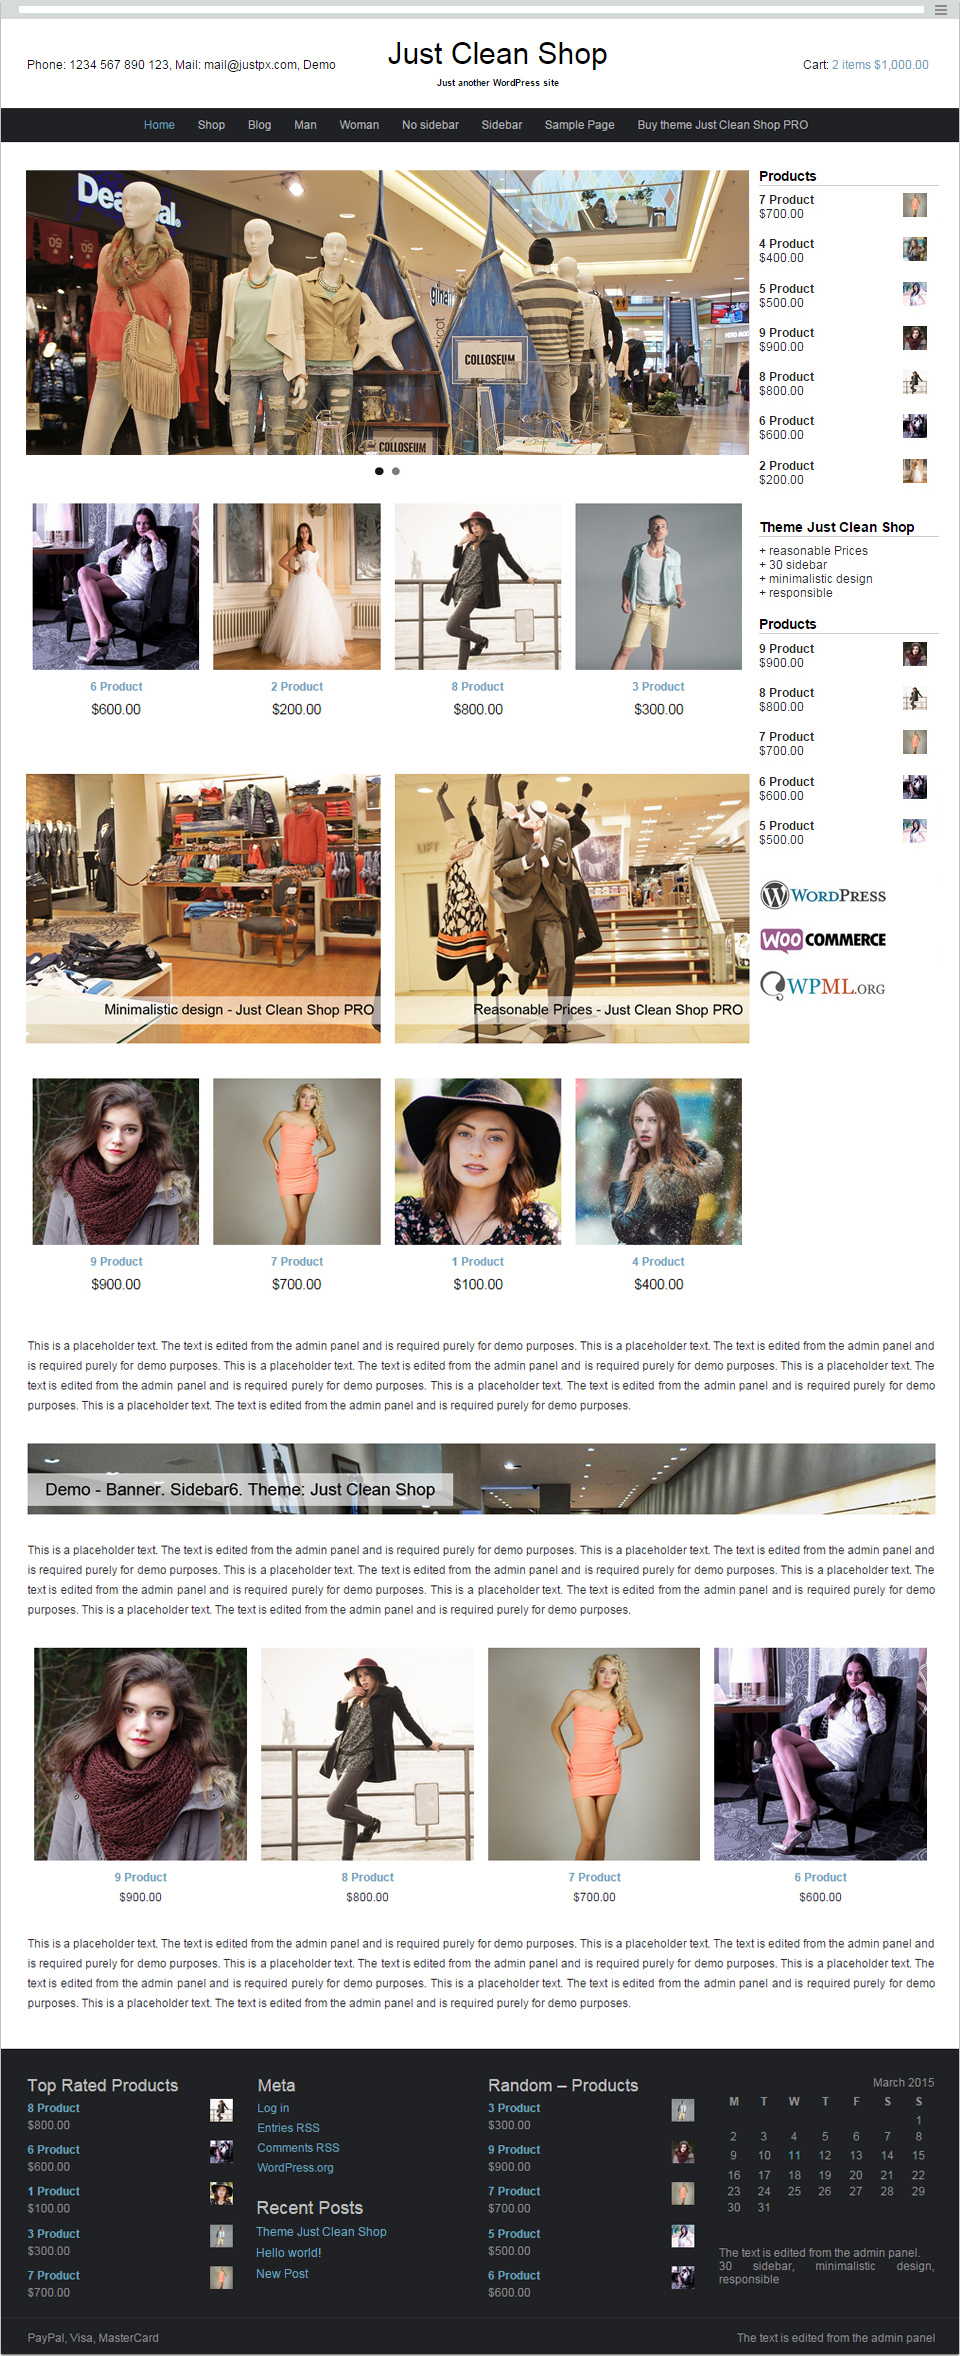 Phone: 1234 567 890 123, Mail: mail@justpx.com, Demo
Just Clean Shop
Just another WordPress site
Cart: 2 items $1,000.00
Home Shop Blog Man Woman No sidebar Sidebar Sample Page Buy theme Just Clean Shop PRO
COLLOSEUM
COLLOSEUM
6 Product
$600.00
2 Product
$200.00
8 Product
$800.00
3 Product
$300.00
LIFT
Minimalistic design - Just Clean Shop PRO
Reasonable Prices - Just Clean Shop PRO
9 Product
$900.00
7 Product
$700.00
1 Product
$100.00
4 Product
$400.00
Products
7 Product
$700.00
4 Product
$400.00
5 Product
$500.00
9 Product
$900.00
8 Product
$800.00
6 Product
$600.00
2 Product
$200.00
Theme Just Clean Shop
+ reasonable Prices
+ 30 sidebar
+ minimalistic design
+ responsible
Products
9 Product
$900.00
8 Product
$800.00
7 Product
$700.00
6 Product
$600.00
5 Product
$500.00
WORDPRESS
WOO COMMERCE
WPML.ORG
This is a placeholder text. The text is edited from the admin panel and is required purely for demo purposes. This is a placeholder text. The text is edited from the admin panel and
is required purely for demo purposes. This is a placeholder text. The text is edited from the admin panel and is required purely for demo purposes. This is a placeholder text. The
text is edited from the admin panel and is required purely for demo purposes. This is a placeholder text. The text is edited from the admin panel and is required purely for demo
purposes. This is a placeholder text. The text is edited from the admin panel and is required purely for demo purposes.
Demo - Banner. Sidebar6. Theme: Just Clean Shop
This is a placeholder text. The text is edited from the admin panel and is required purely for demo purposes. This is a placeholder text. The text is edited from the admin panel and
is required purely for demo purposes. This is a placeholder text. The text is edited from the admin panel and is required purely for demo purposes. This is a placeholder text. The
text is edited from the admin panel and is required purely for demo purposes. This is a placeholder text. The text is edited from the admin panel and is required purely for demo
purposes. This is a placeholder text. The text is edited from the admin panel and is required purely for demo purposes.
9 Product
$900.00
8 Product
$800.00
7 Product
$700.00
6 Product
$600.00
This is a placeholder text. The text is edited from the admin panel and is required purely for demo purposes. This is a placeholder text. The text is edited from the admin panel and
is required purely for demo purposes. This is a placeholder text. The text is edited from the admin panel and is required purely for demo purposes. This is a placeholder text. The
text is edited from the admin panel and is required purely for demo purposes. This is a placeholder text. The text is edited from the admin panel and is required purely for demo
purposes. This is a placeholder text. The text is edited from the admin panel and is required purely for demo purposes.
Top Rated Products
8 Product
$800.00
6 Product
$600.00
1 Product
$100.00
3 Product
$300.00
7 Product
$700.00
Meta
Log in
Entries RSS
Comments RSS
WordPress.org
Recent Posts
Theme Just Clean Shop
Hello world!
New Post
Random – Products
3 Product
$300.00
9 Product
$900.00
7 Product
$700.00
5 Product
$500.00
6 Product
$600.00
March 2015
M T W T F S S
1
2 3 4 5 6 7 8
9 10 11 12 13 14 15
16 17 18 19 20 21 22
23 24 25 26 27 28 29
30 31
The text is edited from the admin panel.
30 sidebar, minimalistic design,
responsible
PayPal, Visa, MasterCard
The text is edited from the admin panel